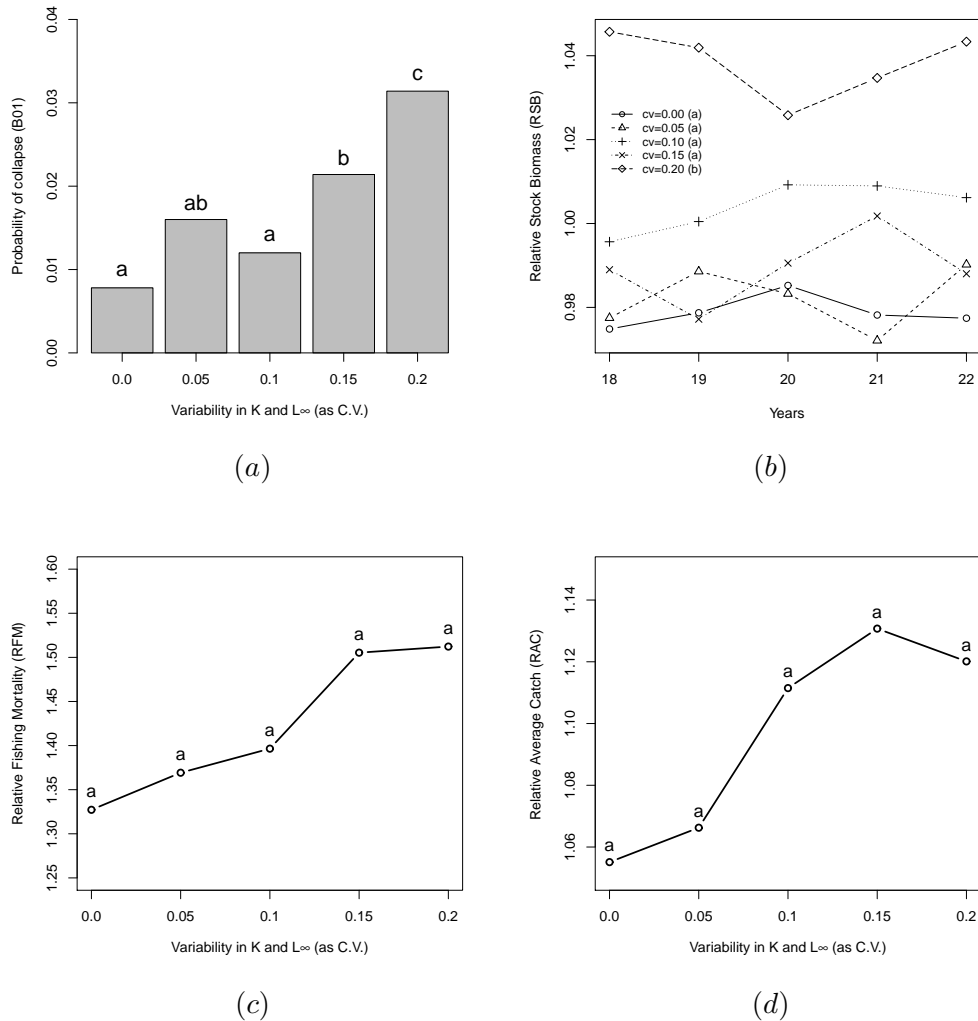 Probability of collapse (B01)
0.00
0.01
0.02
0.03
0.04
a
ab
a
b
c
0.0 0.05 0.1 0.15 0.2
Variability in K and L∞ (as C.V.)
(a)
Relative Stock Biomass (RSB)
0.98
1.00
1.02
1.04
cv=0.00 (a)
cv=0.05 (a)
cv=0.10 (a)
cv=0.15 (a)
cv=0.20 (b)
18 19 20 21 22
Years
(b)
Relative Fishing Mortality (RFM)
1.25
1.30
1.35
1.40
1.45
1.50
1.55
1.60
a
a
a
a
a
0.0 0.05 0.1 0.15 0.2
Variability in K and L∞ (as C.V.)
(c)
Relative Average Catch (RAC)
1.06
1.08
1.10
1.12
1.14
a
a
a
a
a
0.0 0.05 0.1 0.15 0.2
Variability in K and L∞ (as C.V.)
(d)